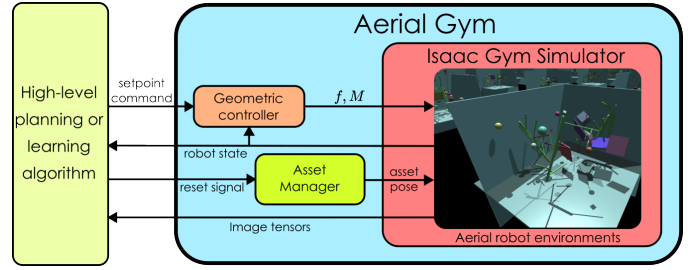 Aerial Gym
Isaac Gym Simulator
High-level
planning or
learning
algorithm
setpoint
command
Geometric
controller
f, M
robot state
Asset
Manager
reset signal
asset
pose
Image tensors
Aerial robot environments